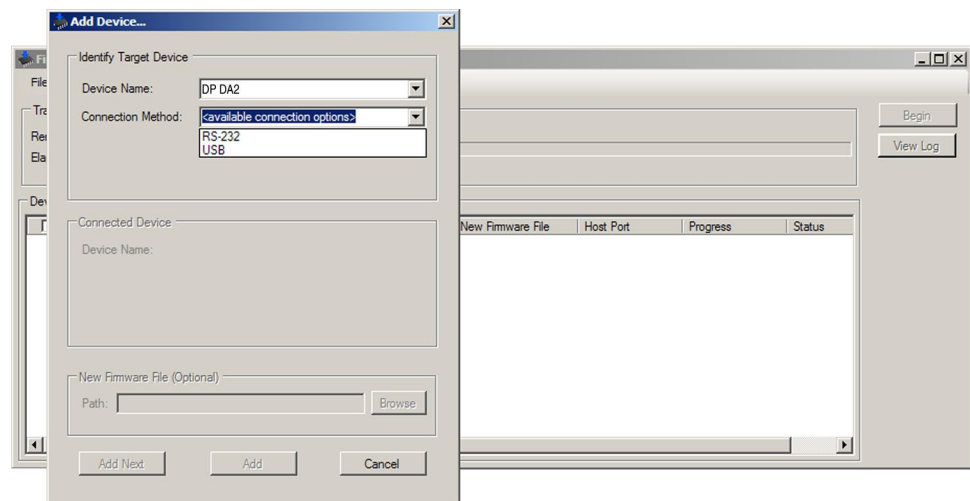 Add Device...
Identify Target Device
Device Name: DP DA2
Connection Method: <available connection options>
RS-232
USB
Connected Device
Device Name:
New Firmware File (Optional)
Path: Browse
Add Next Add Cancel
File
Begin
View Log
New Firmware File Host Port Progress Status